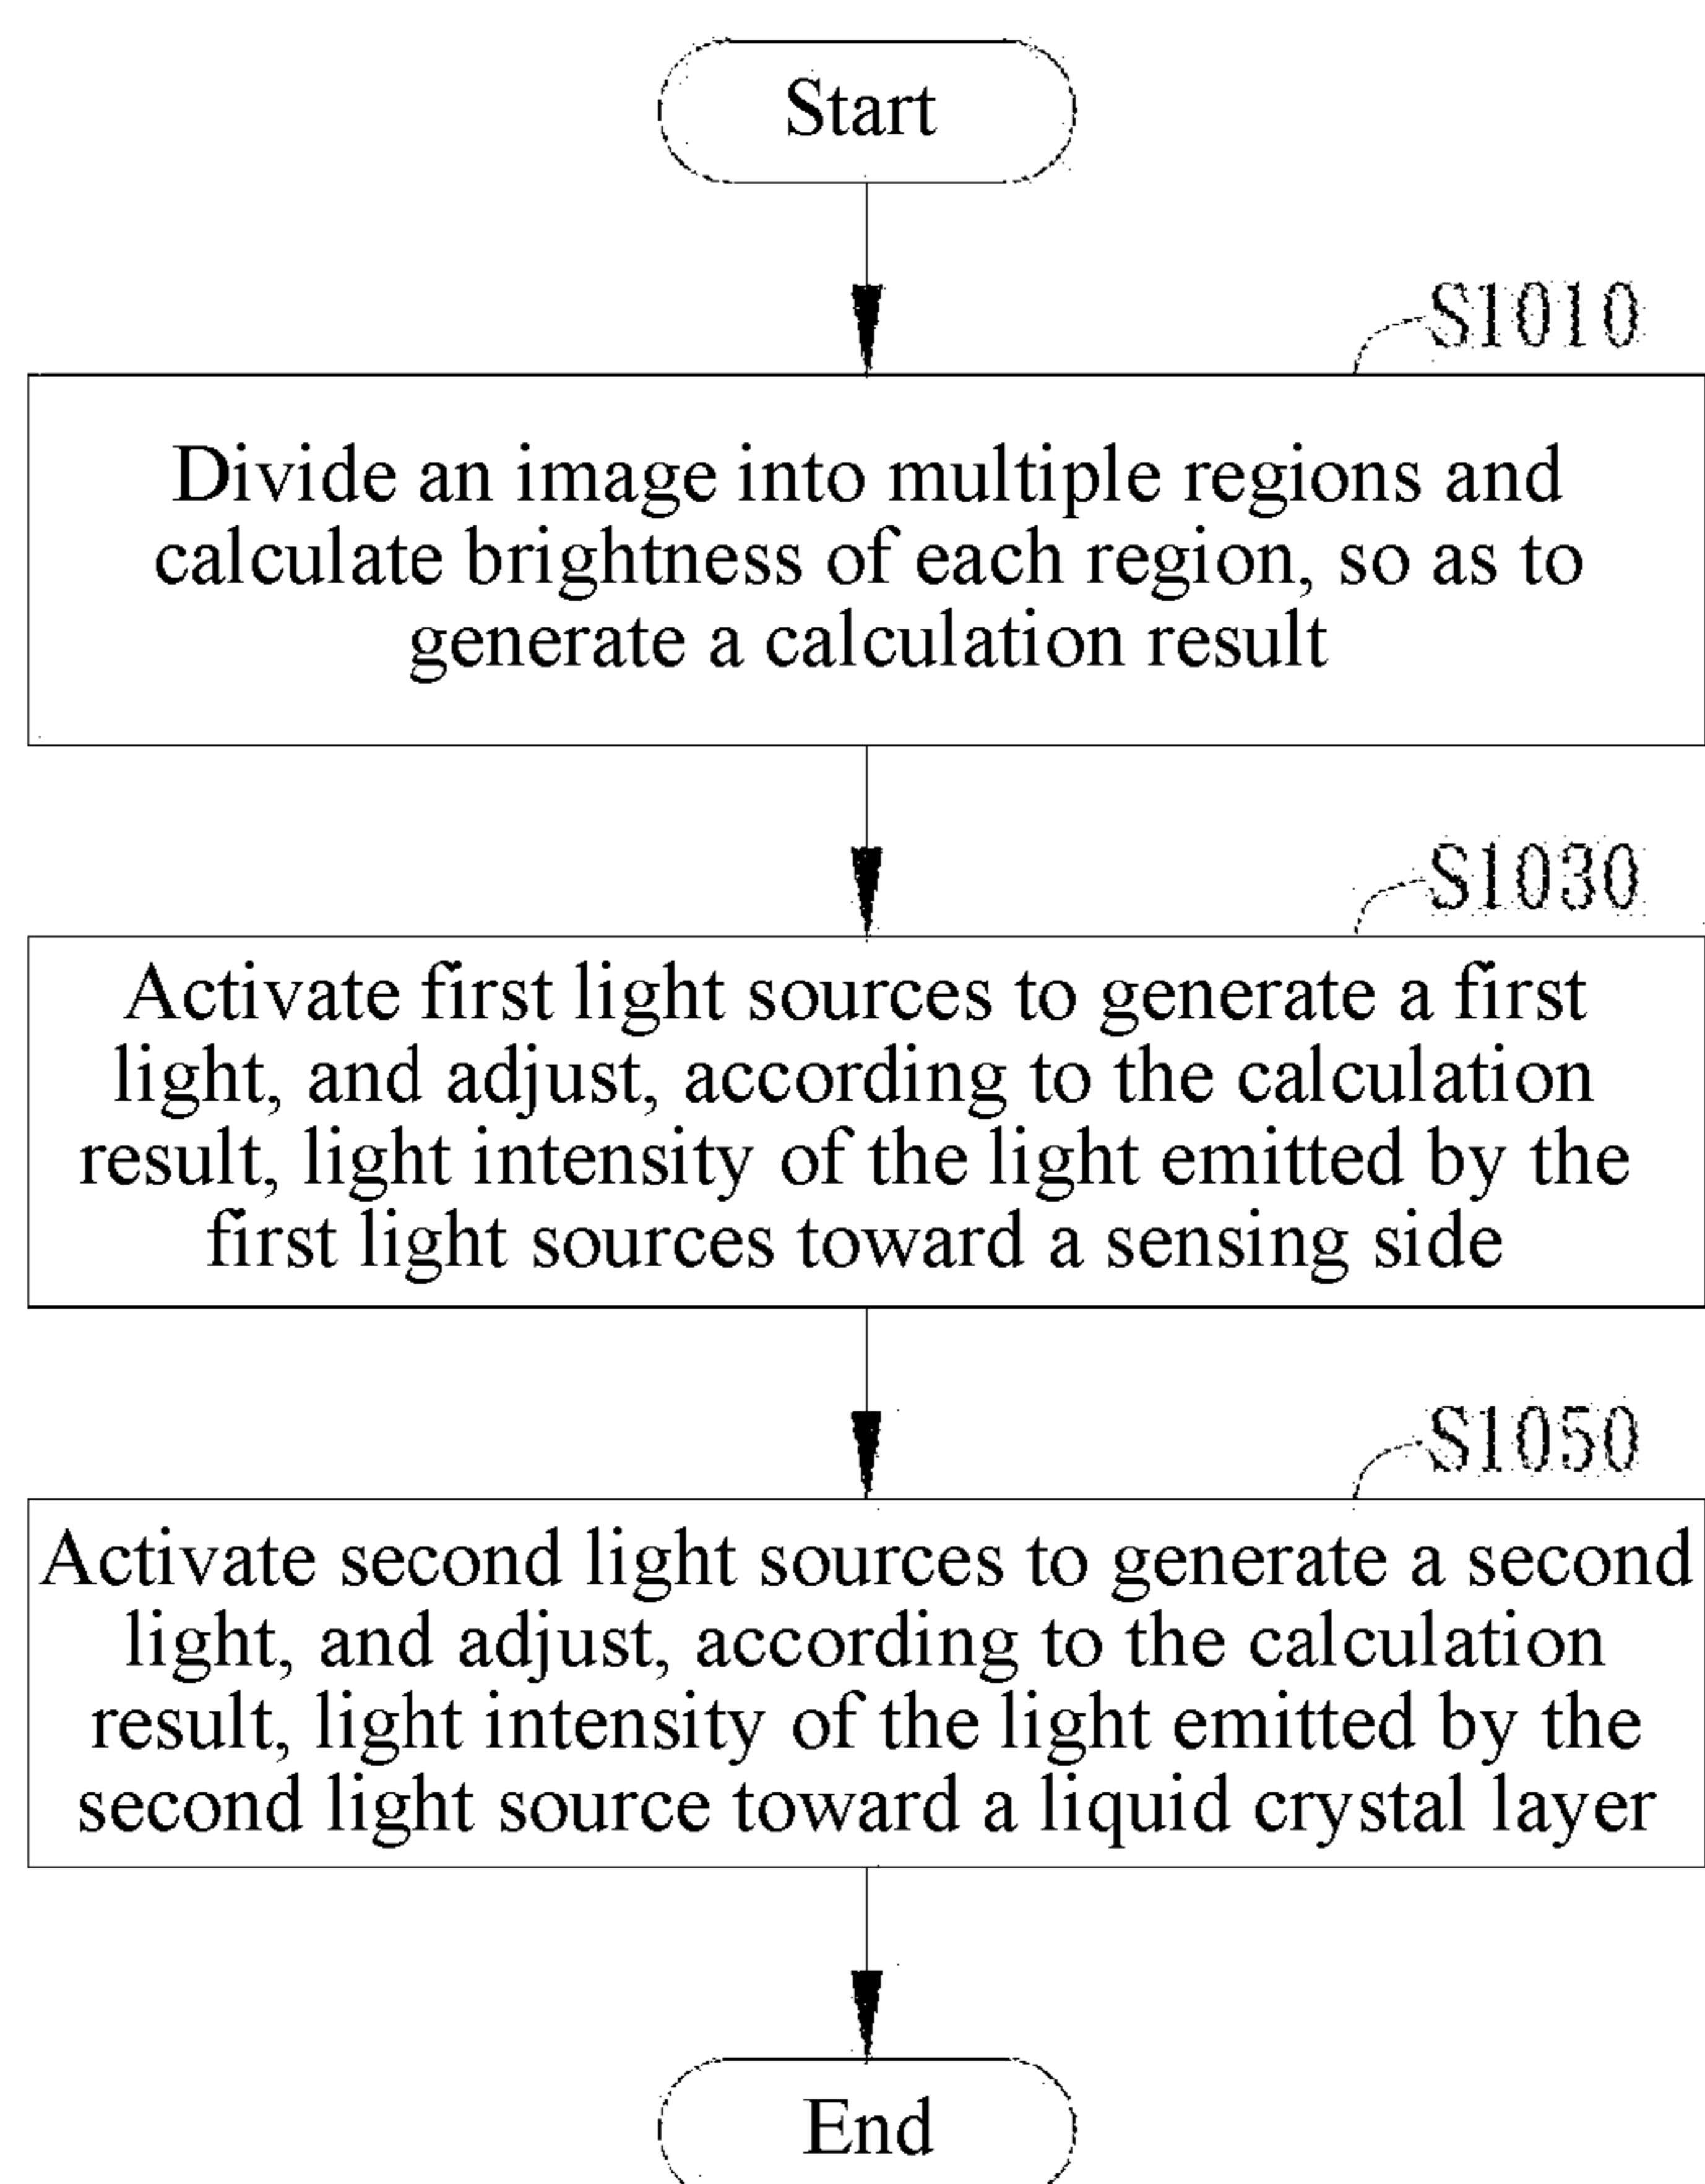 Start
S1010
Divide an image into multiple regions and
calculate brightness of each region, so as to
generate a calculation result
S1030
Activate first light sources to generate a first
light, and adjust, according to the calculation
result, light intensity of the light emitted by the
first light sources toward a sensing side
S1050
Activate second light sources to generate a second
light, and adjust, according to the calculation
result, light intensity of the light emitted by the
second light source toward a liquid crystal layer
End